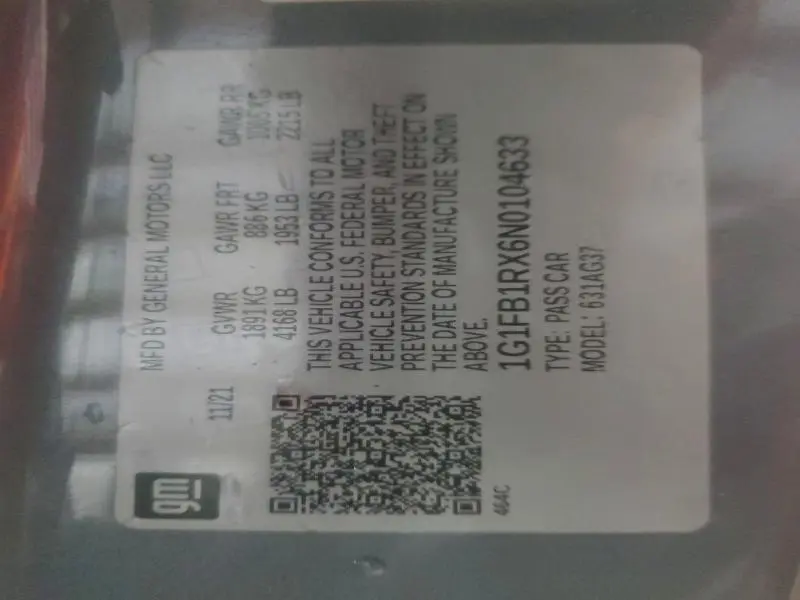 gm
MFD BY GENERAL MOTORS LLC
11/21 GVWR GAWR FRT GAWR RR
1891 KG 886 KG 1005 KG
4168 LB 1953 LB 2215 LB
THIS VEHICLE CONFORMS TO ALL
APPLICABLE U.S. FEDERAL MOTOR
VEHICLE SAFETY, BUMPER, AND THEFT
PREVENTION STANDARDS IN EFFECT ON
THE DATE OF MANUFACTURE SHOWN
ABOVE.
1G1FB1RX6N0104633
464C
TYPE: PASS CAR
MODEL: 631AG37